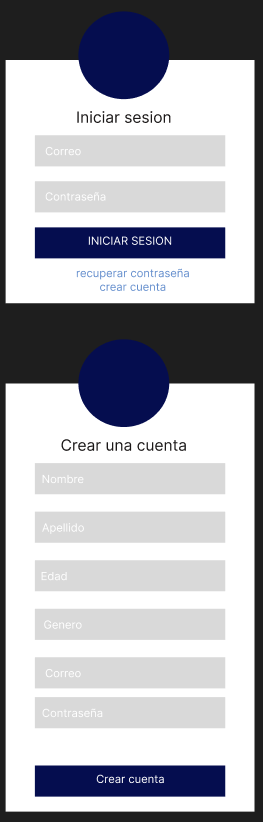 Iniciar sesion
Correo
Contraseña
INICIAR SESION
recuperar contraseña
crear cuenta
Crear una cuenta
Nombre
Apellido
Edad
Genero
Correo
Contraseña
Crear cuenta